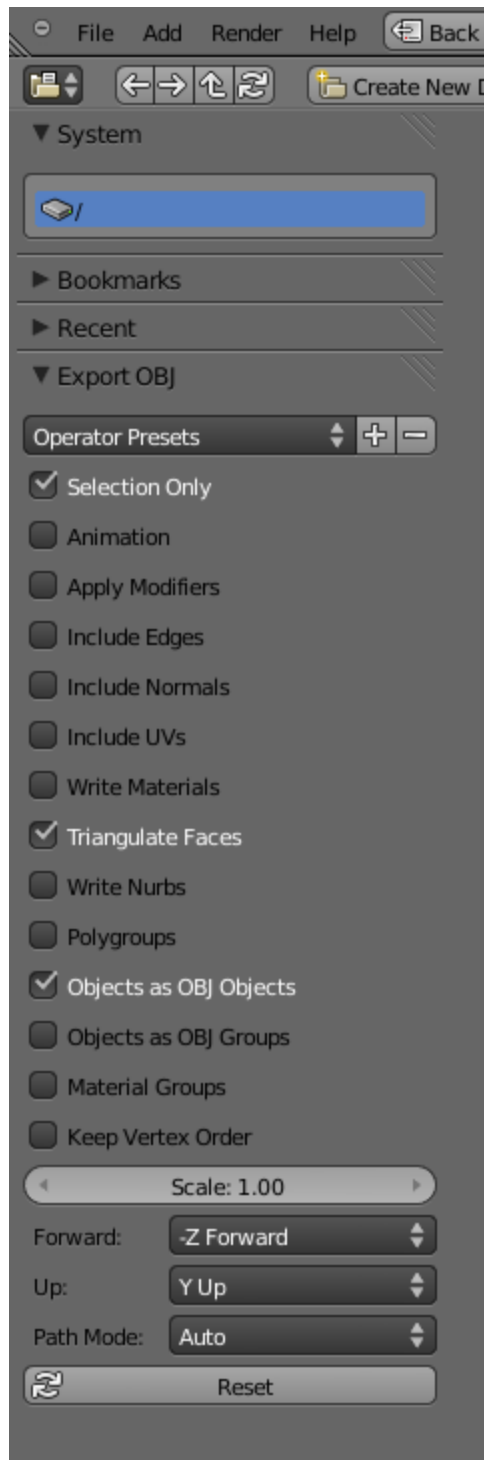 File Add Render Help Back
Create New D
System
/
Bookmarks
Recent
Export OBJ
Operator Presets
Selection Only
Animation
Apply Modifiers
Include Edges
Include Normals
Include UVs
Write Materials
Triangulate Faces
Write Nurbs
Polygroups
Objects as OBJ Objects
Objects as OBJ Groups
Material Groups
Keep Vertex Order
Scale: 1.00
Forward: -Z Forward
Up: Y Up
Path Mode: Auto
Reset